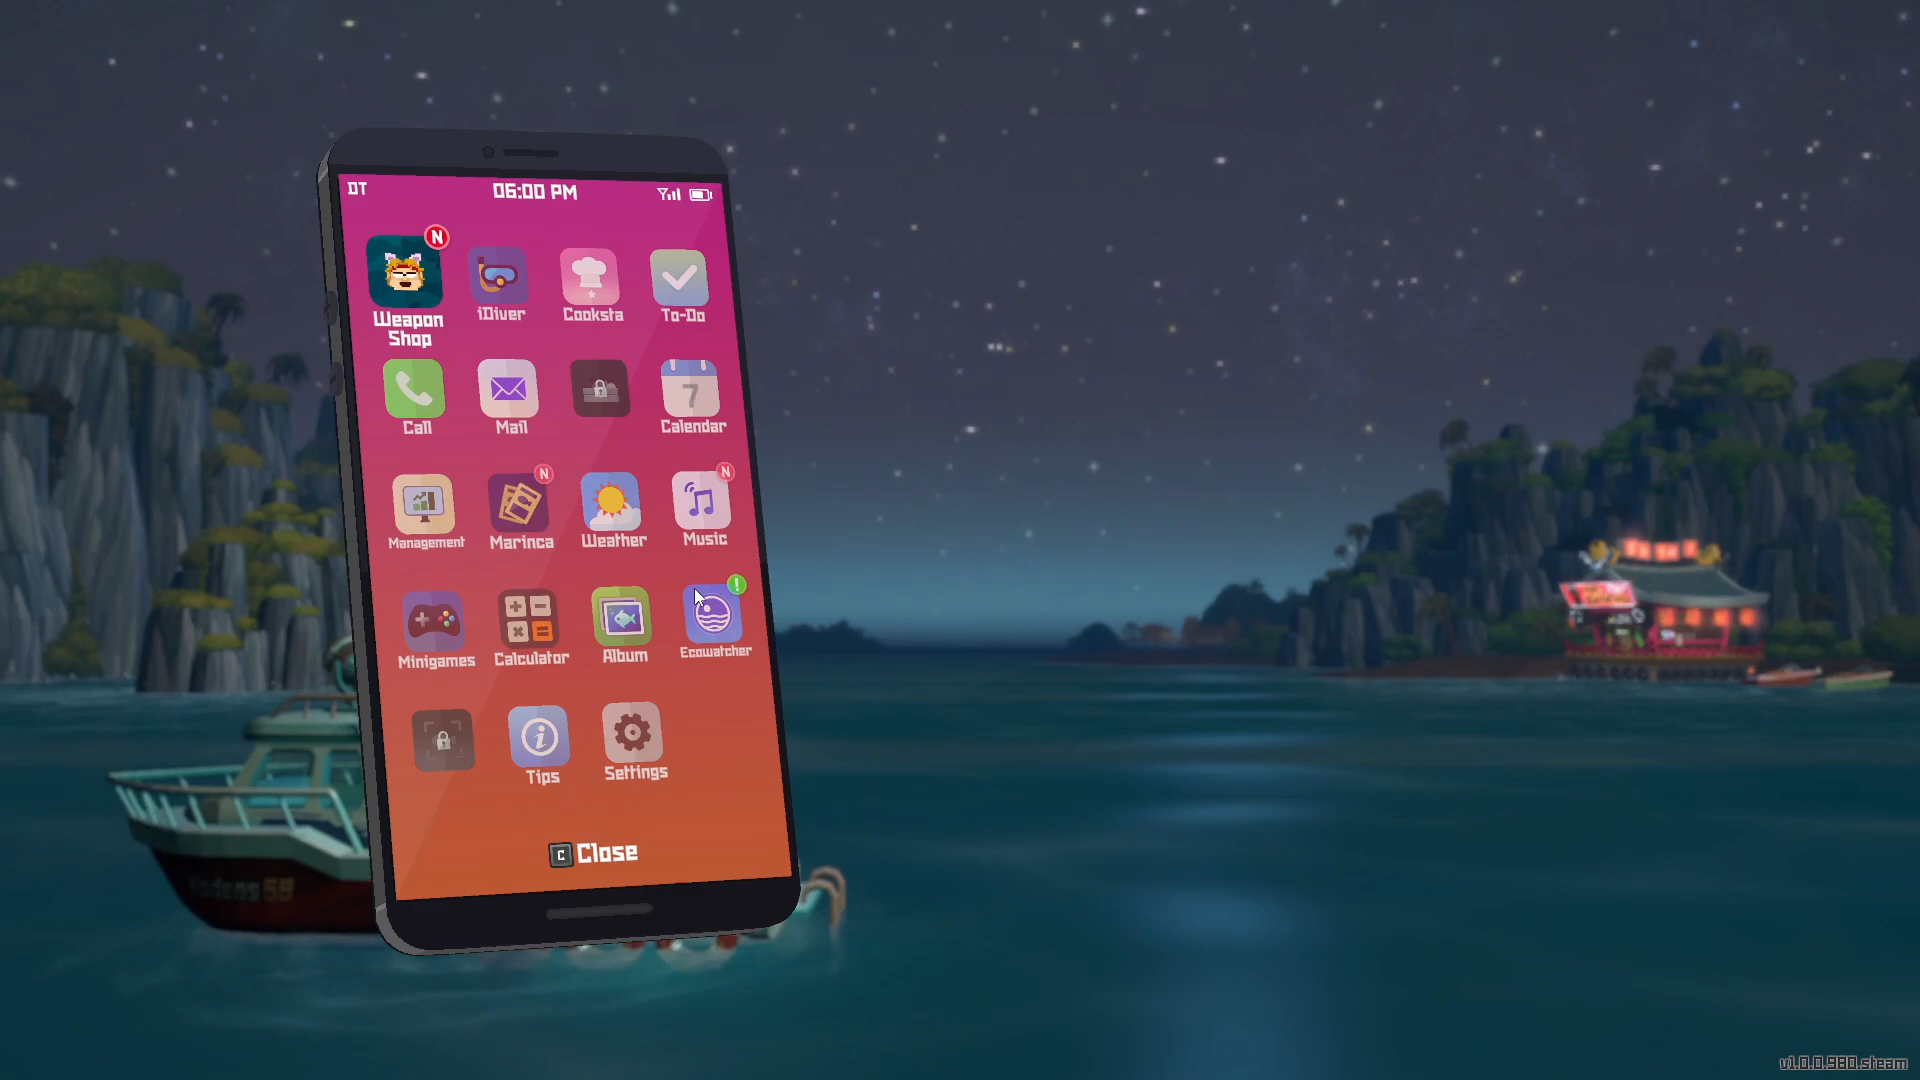 DT
06:00 PM
N
Weapon
Shop
iDiver
Cooksta
To-Do
Call
Mail
7
Calendar
N
N
Management
Marinca
Weather
Music
!
Minigames
Calculator
Album
Ecowatcher
Tips
Settings
C Close
v1.0.0.980.steam